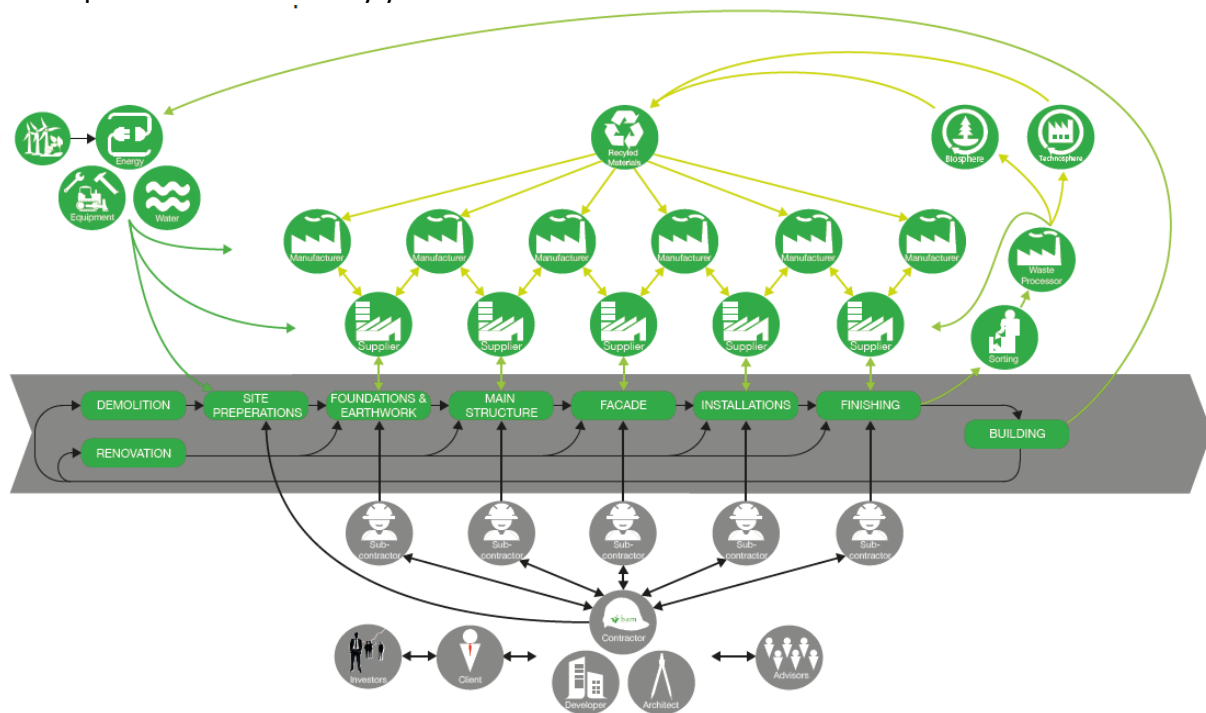 Energy
Equipment
Water
Recyled
Materials
Biosphere
Technosphere
Manufacturer
Manufacturer
Manufacturer
Manufacturer
Manufacturer
Manufacturer
Waste
Processor
Supplier
Supplier
Supplier
Supplier
Supplier
Sorting
DEMOLITION
SITE
PREPERATIONS
FOUNDATIONS &
EARTHWORK
MAIN
STRUCTURE
FACADE
INSTALLATIONS
FINISHING
BUILDING
RENOVATION
Sub-
contractor
Sub-
contractor
Sub-
contractor
Sub-
contractor
Sub-
contractor
bam
Contractor
Investors
Client
Developer
Architect
Advisors